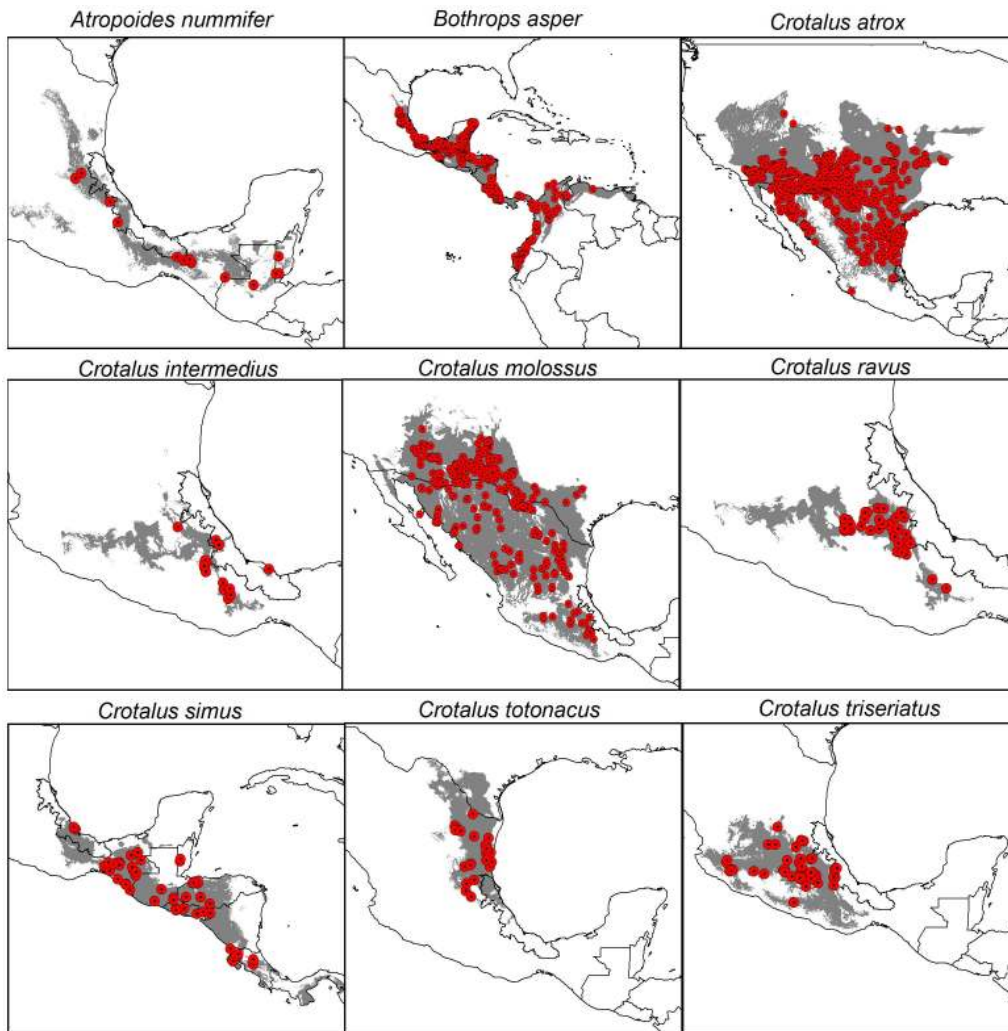 Atropoides nummifer
Bothrops asper
Crotalus atrox
Crotalus intermedius
Crotalus molossus
Crotalus ravus
Crotalus simus
Crotalus totonacus
Crotalus triseriatus